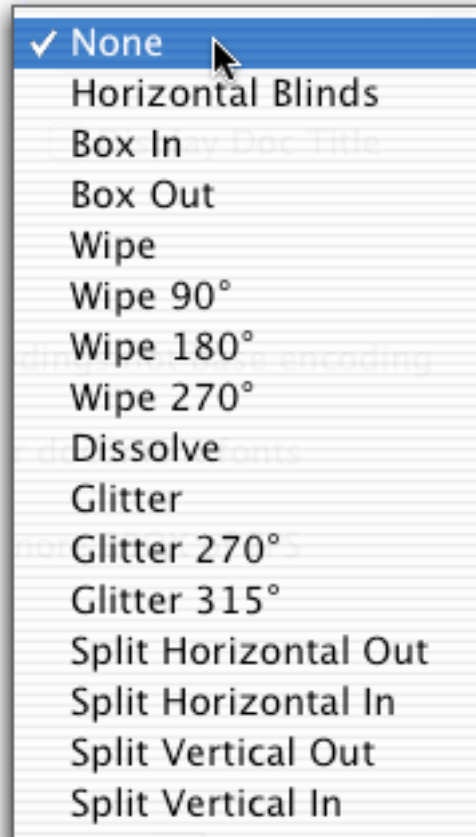 ✓ None
Horizontal Blinds
Box In
Box Out
Wipe
Wipe 90°
Wipe 180°
Wipe 270°
Dissolve
Glitter
Glitter 270°
Glitter 315°
Split Horizontal Out
Split Horizontal In
Split Vertical Out
Split Vertical In